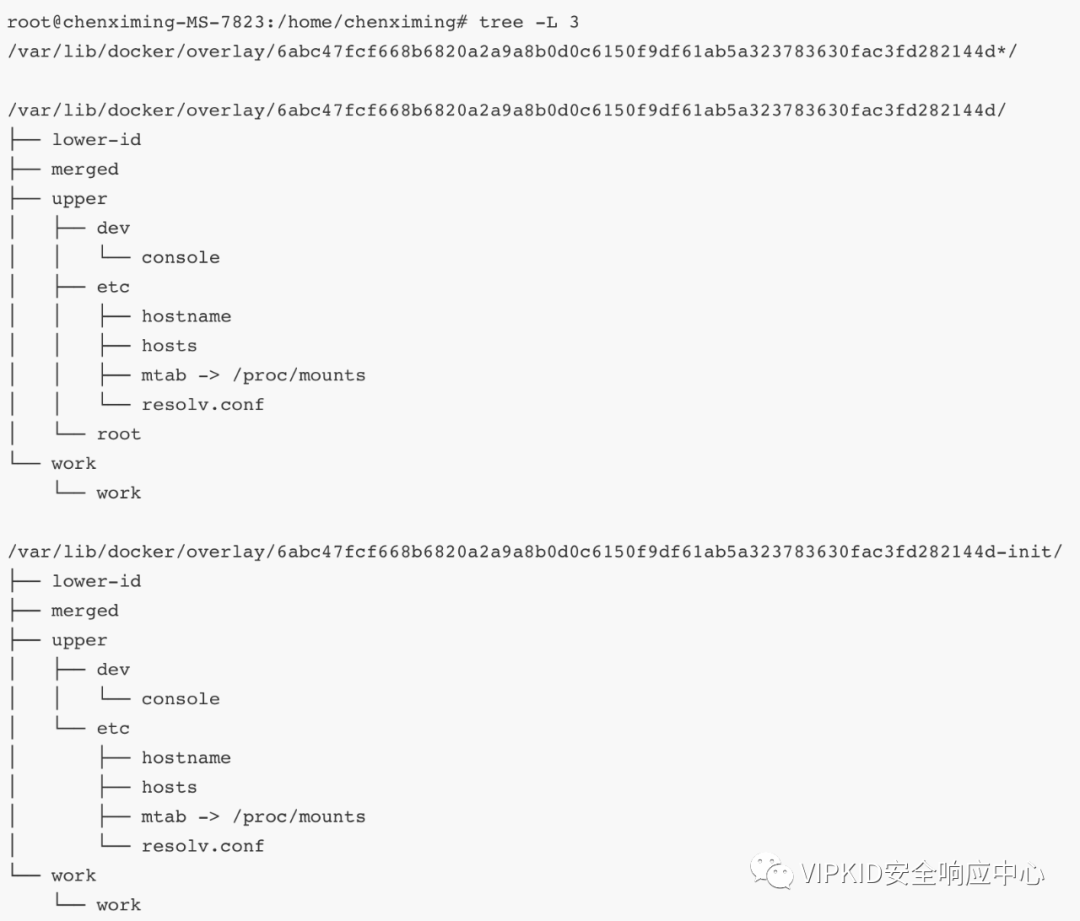 root@chenximing-MS-7823:/home/chenximing# tree -L 3
/var/lib/docker/overlay/6abc47fcf668b6820a2a9a8b0d0c6150f9df61ab5a323783630fac3fd282144d*/

/var/lib/docker/overlay/6abc47fcf668b6820a2a9a8b0d0c6150f9df61ab5a323783630fac3fd282144d/
├── lower-id
├── merged
├── upper
│   ├── dev
│   │   └── console
│   ├── etc
│   │   ├── hostname
│   │   ├── hosts
│   │   ├── mtab -> /proc/mounts
│   │   └── resolv.conf
│   └── root
└── work
    └── work

/var/lib/docker/overlay/6abc47fcf668b6820a2a9a8b0d0c6150f9df61ab5a323783630fac3fd282144d-init/
├── lower-id
├── merged
├── upper
│   ├── dev
│   │   └── console
│   └── etc
│       ├── hostname
│       ├── hosts
│       ├── mtab -> /proc/mounts
│       └── resolv.conf
└── work
    └── work
VIPKID安全响应中心